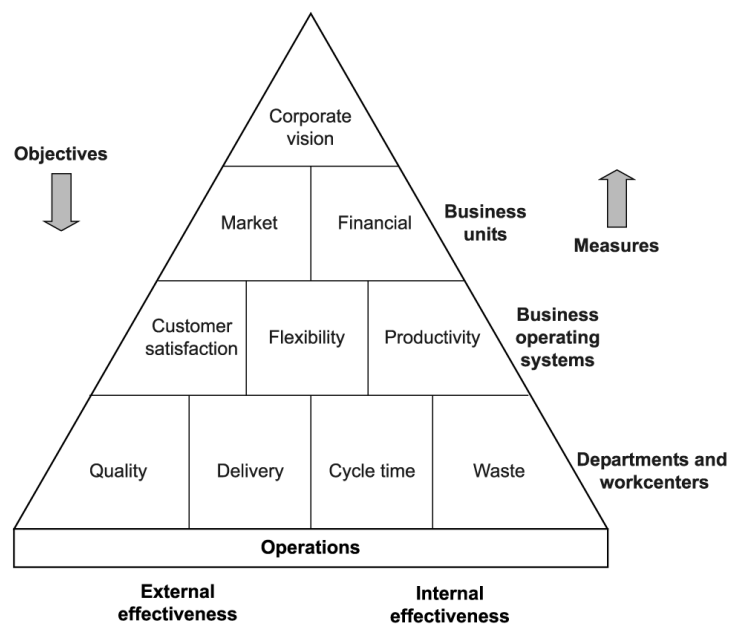 Corporate
vision
Objectives
Market
Financial
Business
units
Measures
Customer
satisfaction
Flexibility
Productivity
Business
operating
systems
Quality
Delivery
Cycle time
Waste
Departments and
workcenters
Operations
External
effectiveness
Internal
effectiveness